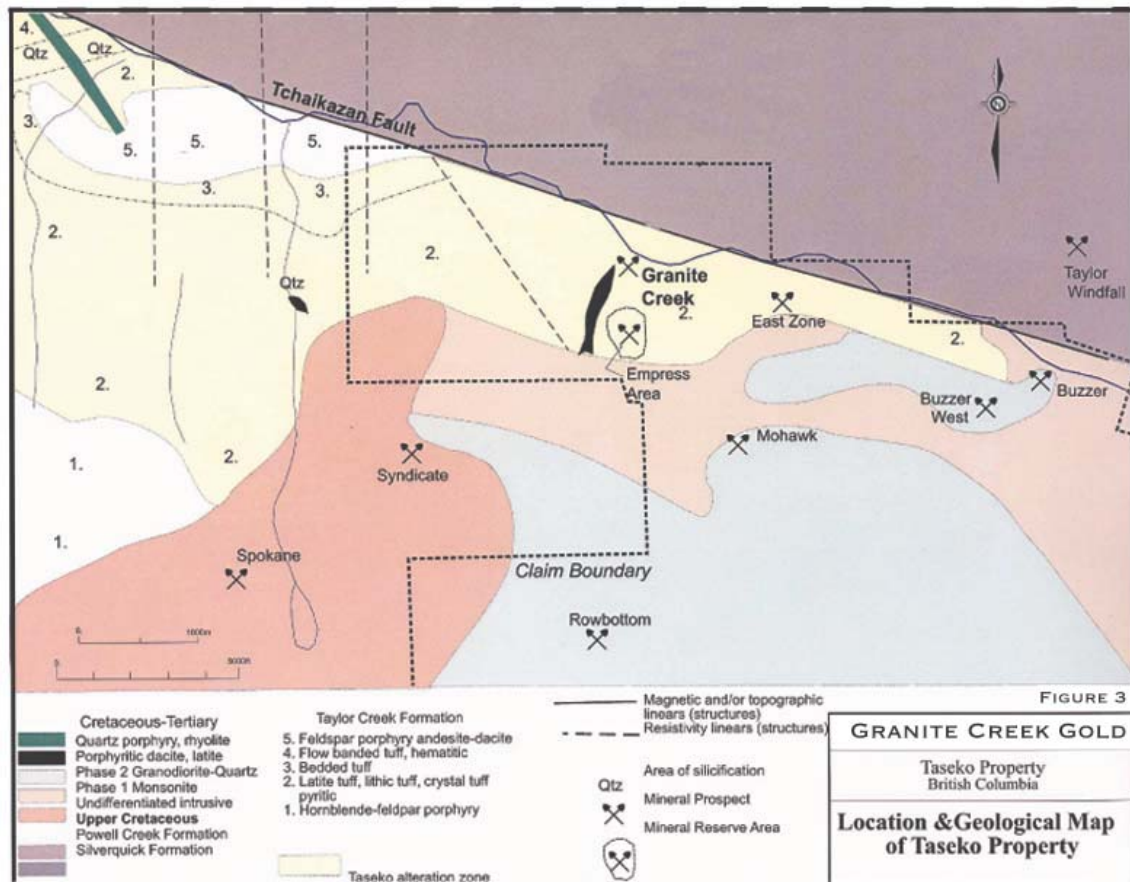 4.
Qtz
Qtz
2.
3.
5.
5.
5.
3.
3.
Tchaikazan Fault
2.
2.
Qtz
Granite
Creek
2.
East Zone
Taylor
Windfall
2.
Empress
Area
Buzzer
West
Buzzer
2.
Mohawk
2.
Syndicate
1.
1.
Spokane
Claim Boundary
Rowbottom
0. 1000m
0. 5000ft
Cretaceous-Tertiary
Quartz porphyry, rhyolite
Porphyritic dacite, latite
Phase 2 Granodiorite-Quartz
Phase 1 Monsonite
Undifferentiated intrusive
Upper Cretaceous
Powell Creek Formation
Silverquick Formation
Taylor Creek Formation
5. Feldspar porphyry andesite-dacite
4. Flow banded tuff, hematitic
3. Bedded tuff
2. Latite tuff, lithic tuff, crystal tuff
pyritic
1. Hornblende-feldpar porphyry
Taseko alteration zone
Magnetic and/or topographic
linears (structures)
Resistivity linears (structures)
Area of silicification
Qtz
Mineral Prospect
Mineral Reserve Area
FIGURE 3
GRANITE CREEK GOLD
Taseko Property
British Columbia
Location &Geological Map
of Taseko Property